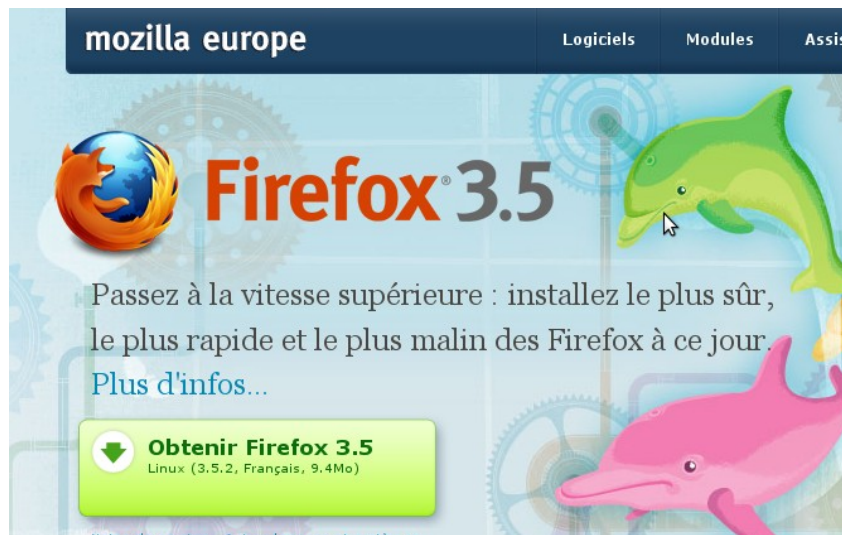 mozilla europe
Logiciels Modules
Firefox® 3.5
Passez à la vitesse supérieure : installez le plus sûr,
le plus rapide et le plus malin des Firefox à ce jour.
Plus d'infos...
Obtenir Firefox 3.5
Linux (3.5.2, Français, 9.4Mo)